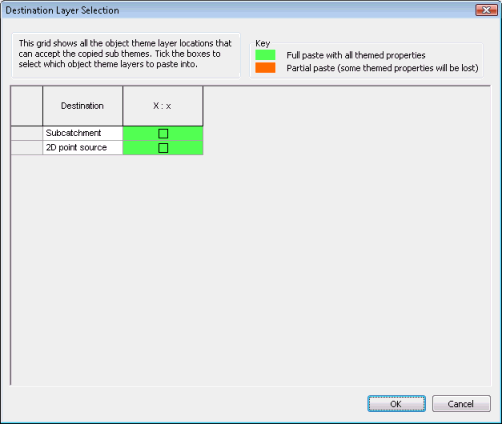 Destination Layer Selection
This grid shows all the object theme layer locations that
can accept the copied sub themes. Tick the boxes to
select which object theme layers to paste into.
Key
Full paste with all themed properties
Partial paste (some themed properties will be lost)
Destination X : x
Subcatchment
2D point source
OK Cancel